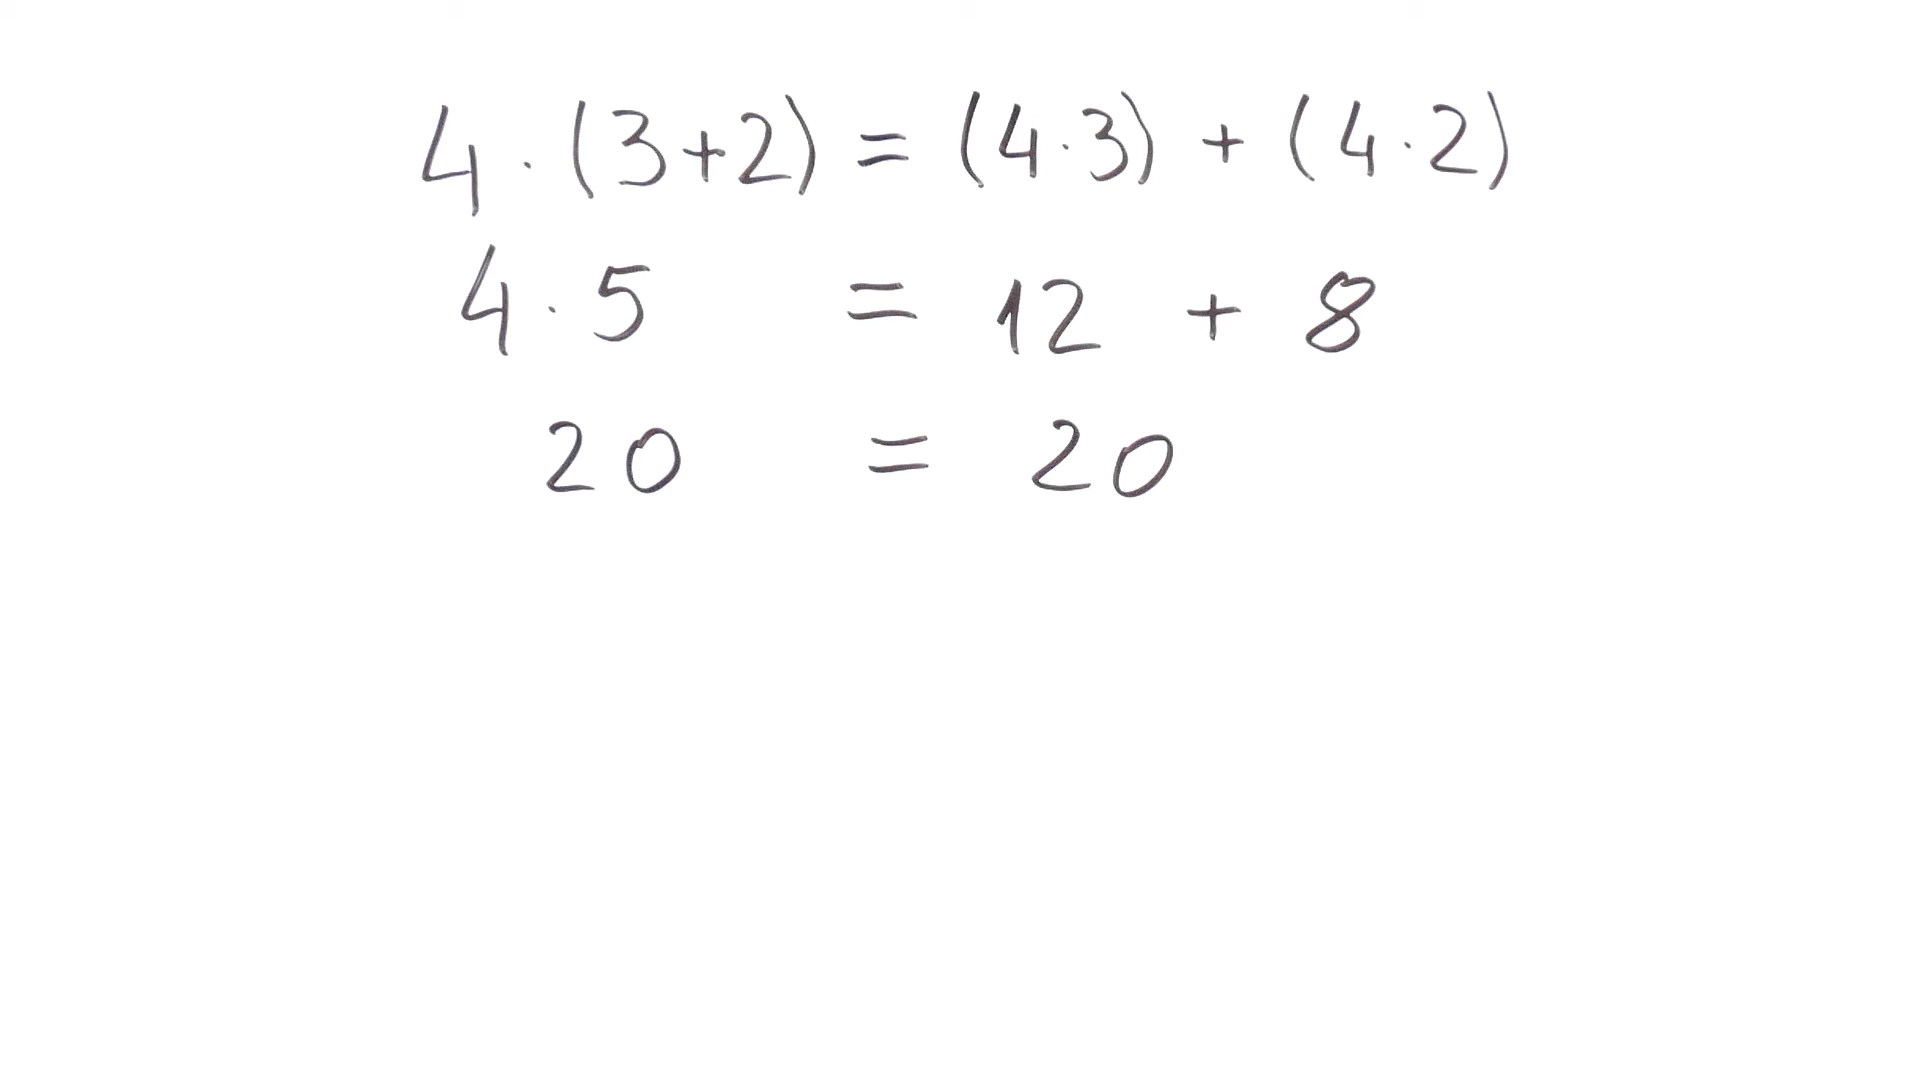 4 · (3+2) = (4·3) + (4·2)
4 · 5 = 12 + 8
20 = 20